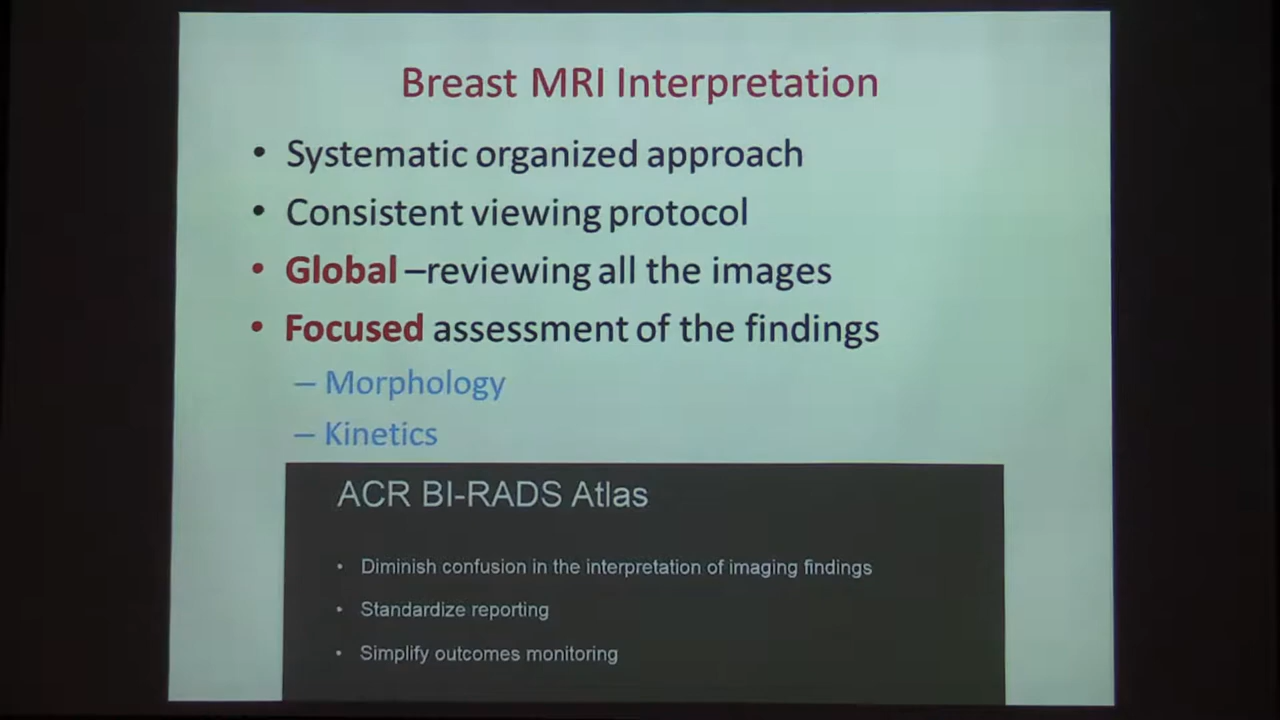 Breast MRI Interpretation
• Systematic organized approach
• Consistent viewing protocol
• Global –reviewing all the images
• Focused assessment of the findings
– Morphology
– Kinetics
ACR BI-RADS Atlas
• Diminish confusion in the interpretation of imaging findings
• Standardize reporting
• Simplify outcomes monitoring